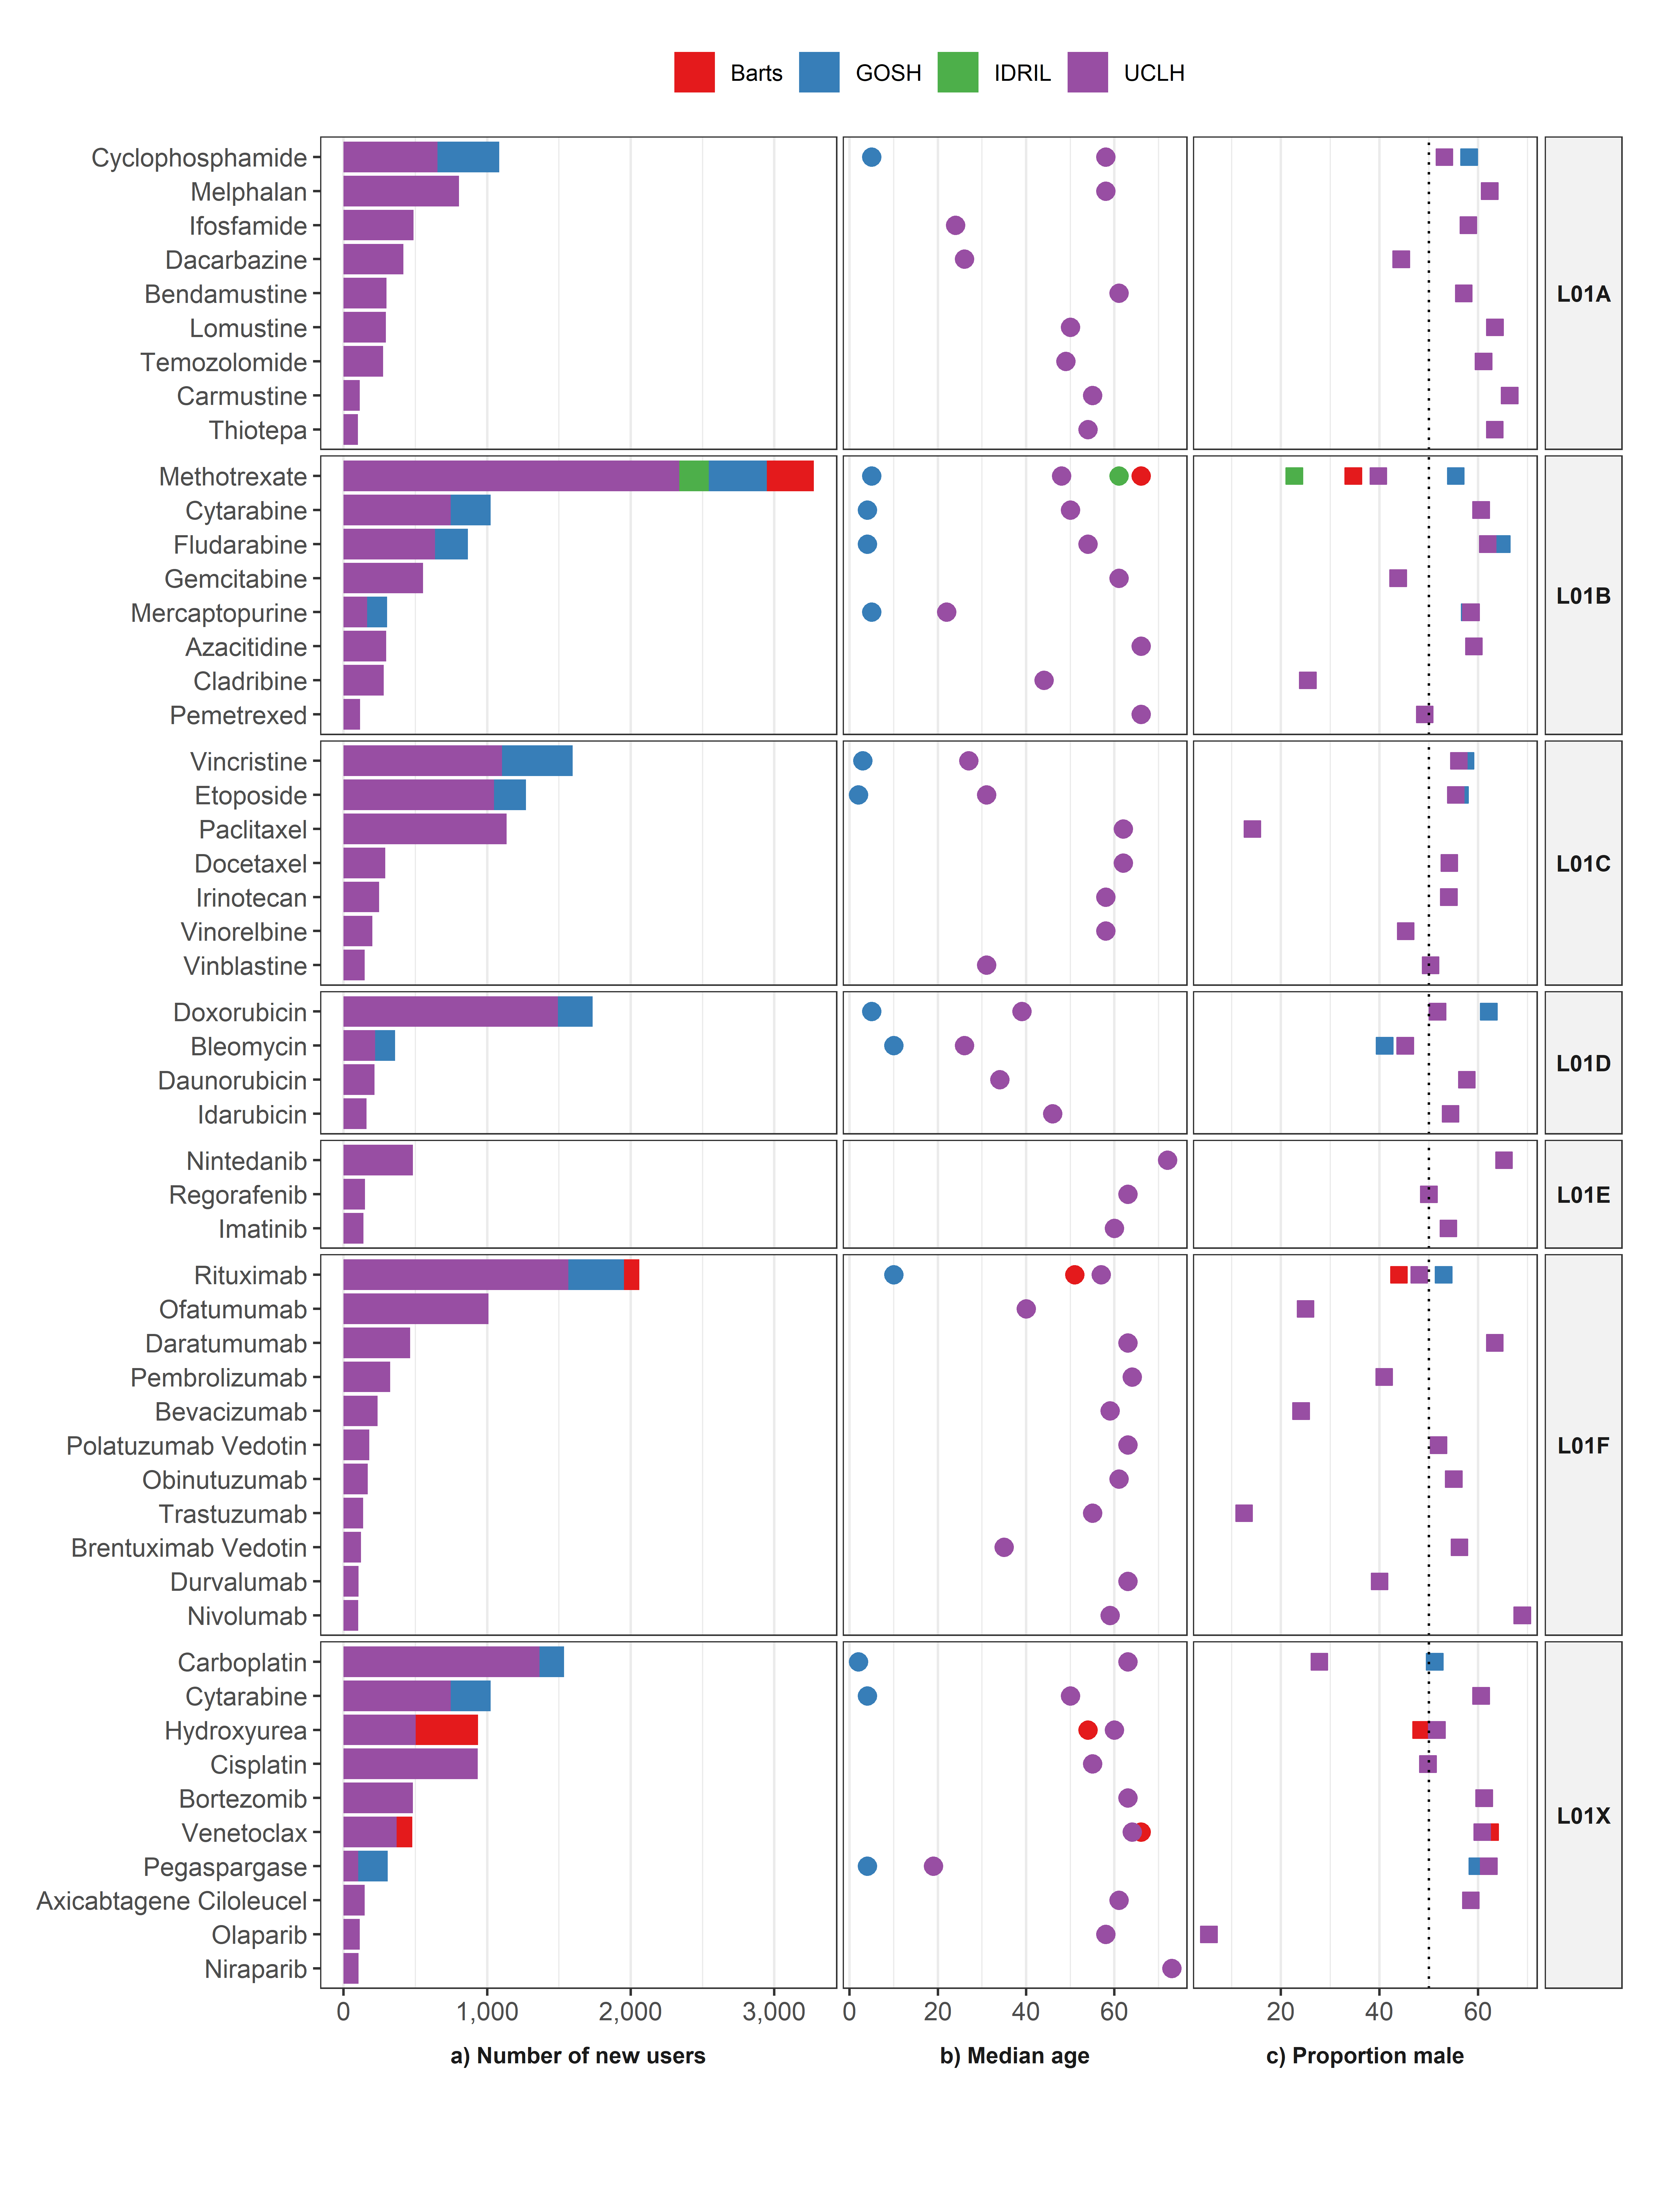 Barts GOSH IDRIL UCLH
Cyclophosphamide
Melphalan
Ifosfamide
Dacarbazine
Bendamustine
Lomustine
Temozolomide
Carmustine
Thiotepa
L01A
Methotrexate
Cytarabine
Fludarabine
Gemcitabine
Mercaptopurine
Azacitidine
Cladribine
Pemetrexed
L01B
Vincristine
Etoposide
Paclitaxel
Docetaxel
Irinotecan
Vinorelbine
Vinblastine
L01C
Doxorubicin
Bleomycin
Daunorubicin
Idarubicin
L01D
Nintedanib
Regorafenib
Imatinib
L01E
Rituximab
Ofatumumab
Daratumumab
Pembrolizumab
Bevacizumab
Polatuzumab Vedotin
Obinutuzumab
Trastuzumab
Brentuximab Vedotin
Durvalumab
Nivolumab
L01F
Carboplatin
Cytarabine
Hydroxyurea
Cisplatin
Bortezomib
Venetoclax
Pegaspargase
Axicabtagene Ciloleucel
Olaparib
Niraparib
L01X
0 1,000 2,000 3,000 0 20 40 60 20 40 60
a) Number of new users b) Median age c) Proportion male